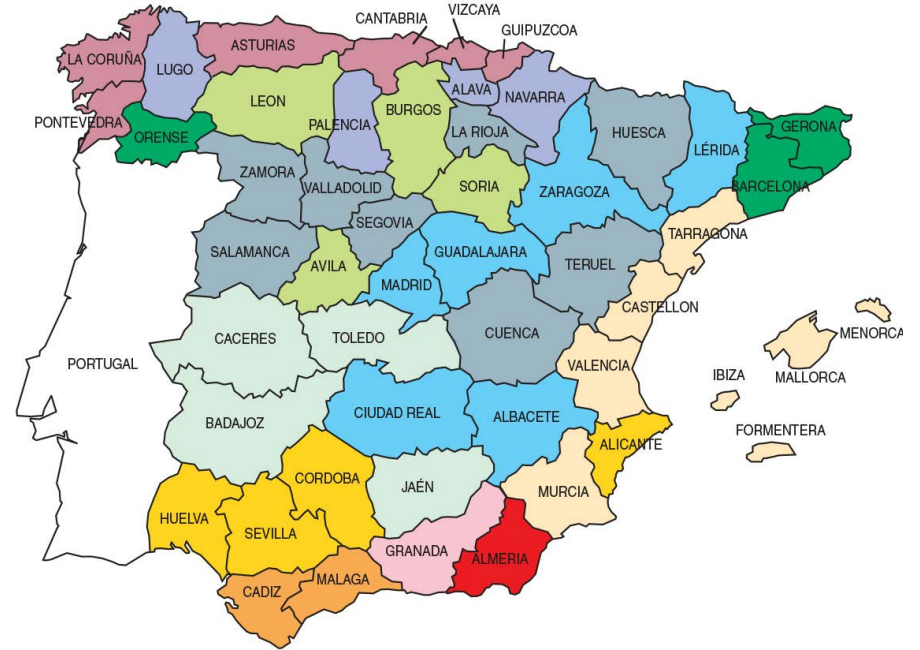 CANTABRIA
VIZCAYA
GUIPUZCOA
LA CORUÑA
LUGO
ASTURIAS
LEON
PALENCIA
BURGOS
ALAVA
NAVARRA
LA RIOJA
HUESCA
LÉRIDA
GERONA
PONTEVEDRA
ORENSE
ZAMORA
VALLADOLID
SORIA
ZARAGOZA
BARCELONA
SEGOVIA
TARRAGONA
SALAMANCA
AVILA
MADRID
GUADALAJARA
TERUEL
CASTELLON
MENORCA
PORTUGAL
CACERES
TOLEDO
CUENCA
VALENCIA
IBIZA
MALLORCA
BADAJOZ
CIUDAD REAL
ALBACETE
ALICANTE
FORMENTERA
CORDOBA
JAÉN
MURCIA
HUELVA
SEVILLA
GRANADA
ALMERIA
CADIZ
MALAGA